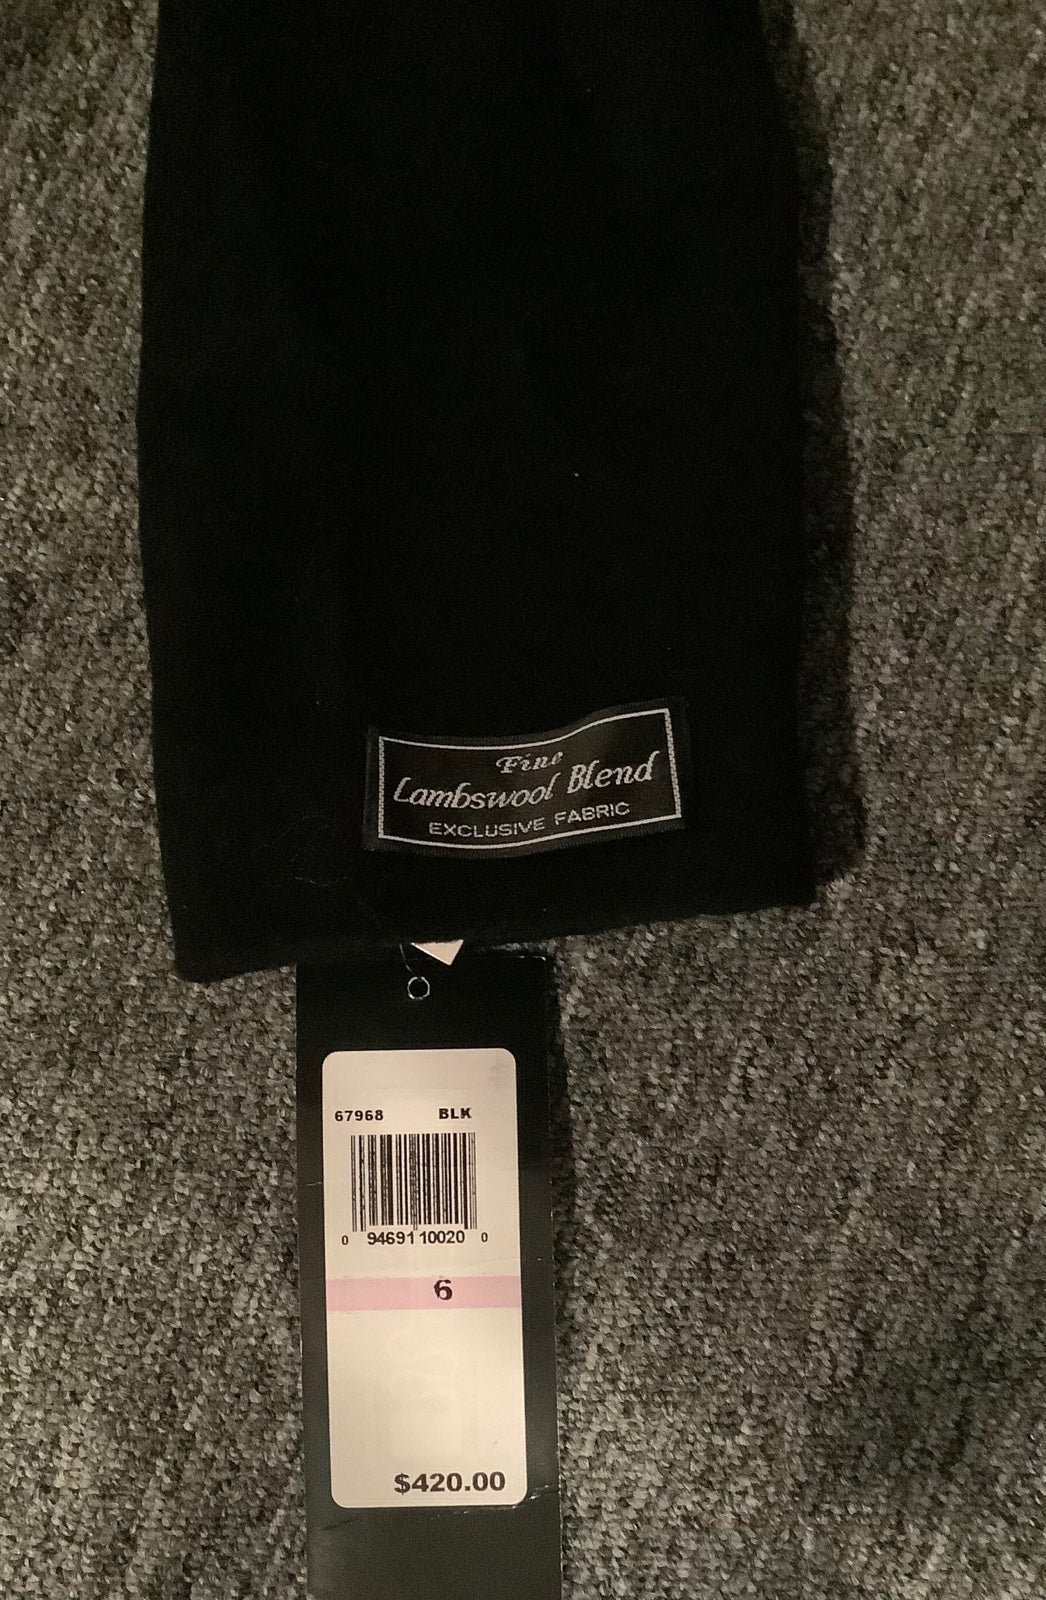 Fine
Lambswool Blend
EXCLUSIVE FABRIC
67968 BLK
0 94691 10020 0
6
$420.00